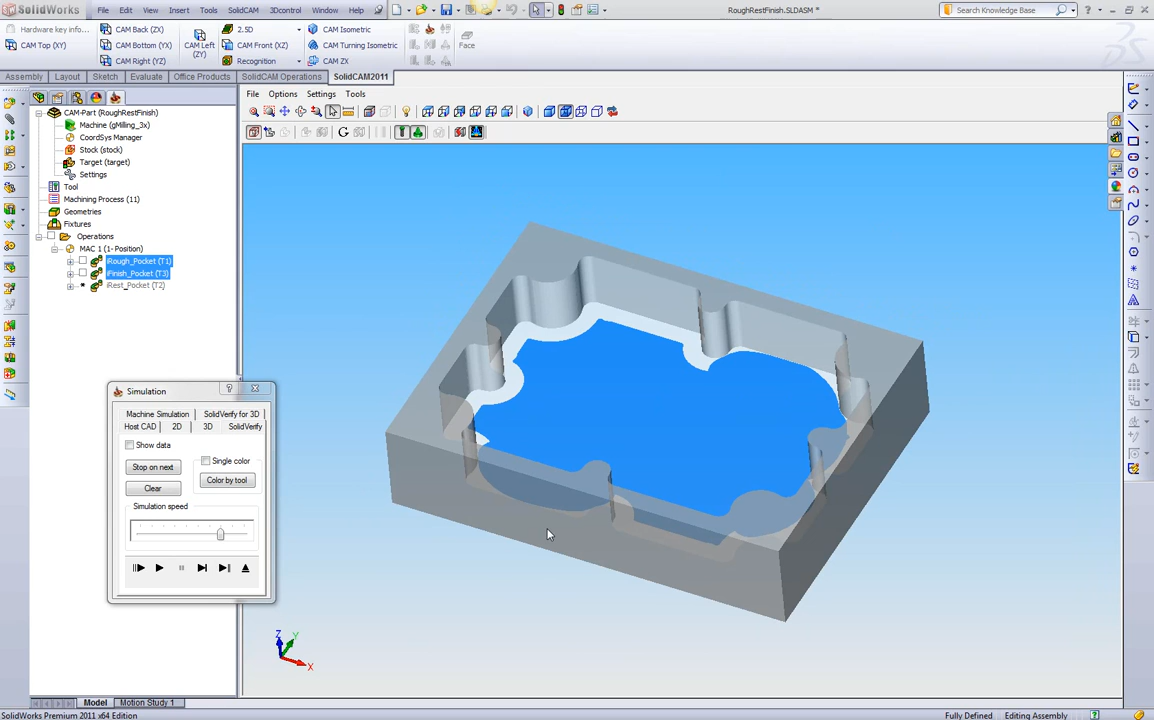 SolidWorks File Edit View Insert Tools SolidCAM 3Dcontrol Window Help RoughRestFinish.SLDASM * Search Knowledge Base
Hardware key info... CAM Back (ZX) 2.5D CAM Isometric
CAM Top (XY) CAM Bottom (YX) CAM Left (ZY) CAM Front (XZ) CAM Turning Isometric Face
CAM Right (YZ) Recognition CAM ZX
Assembly Layout Sketch Evaluate Office Products SolidCAM Operations SolidCAM2011
File Options Settings Tools
CAM-Part (RoughRestFinish)
Machine (gMilling_3x)
CoordSys Manager
Stock (stock)
Target (target)
Settings
Tool
Machining Process (11)
Geometries
Fixtures
Operations
MAC 1 (1- Position)
iRough_Pocket (T1)
iFinish_Pocket (T3)
iRest_Pocket (T2)
Simulation
Machine Simulation SolidVerify for 3D
Host CAD 2D 3D SolidVerify
Show data
Stop on next Single color
Clear Color by tool
Simulation speed
Z Y X
Model Motion Study 1
SolidWorks Premium 2011 x64 Edition Fully Defined Editing Assembly